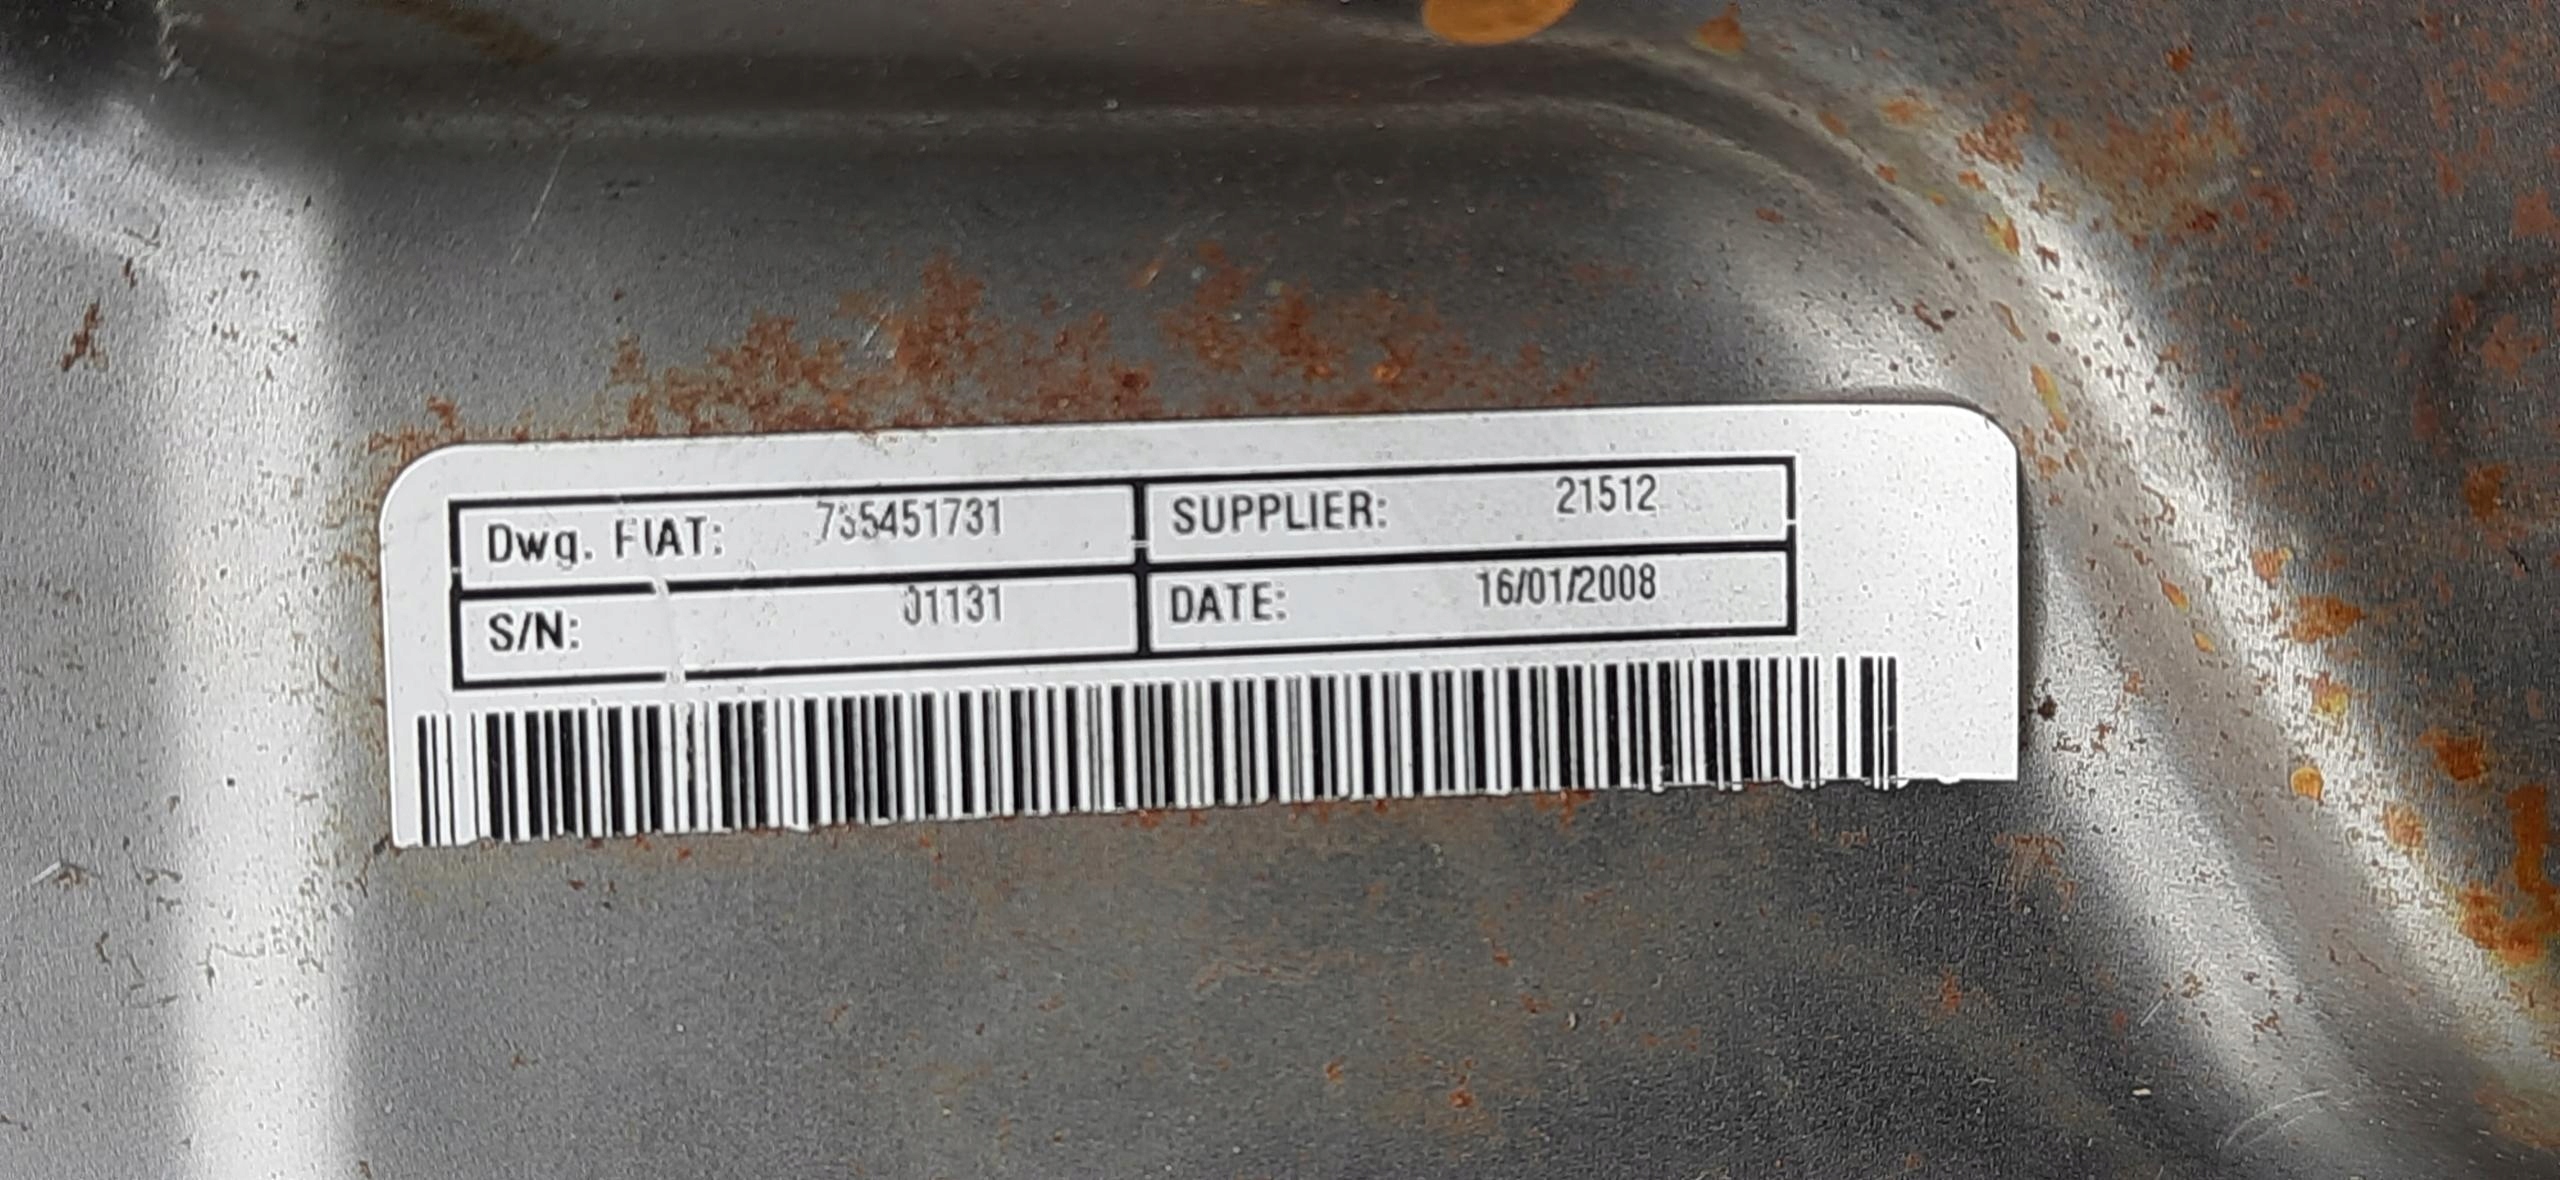 Dwg. FIAT: 735451731 SUPPLIER: 21512
S/N: 01131 DATE: 16/01/2008